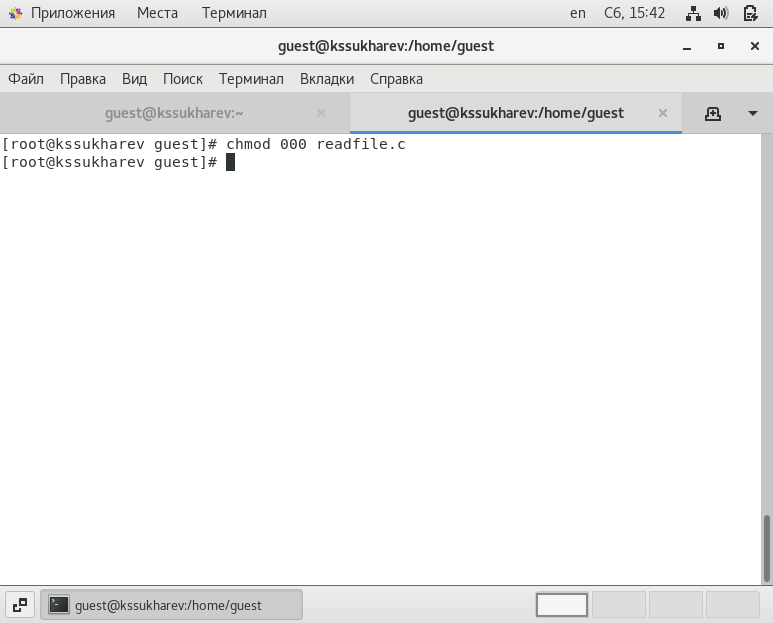 Приложения Места Терминал en Сб, 15:42
guest@kssukharev:/home/guest
Файл Правка Вид Поиск Терминал Вкладки Справка
guest@kssukharev:~ guest@kssukharev:/home/guest
[root@kssukharev guest]# chmod 000 readfile.c
[root@kssukharev guest]#
guest@kssukharev:/home/guest